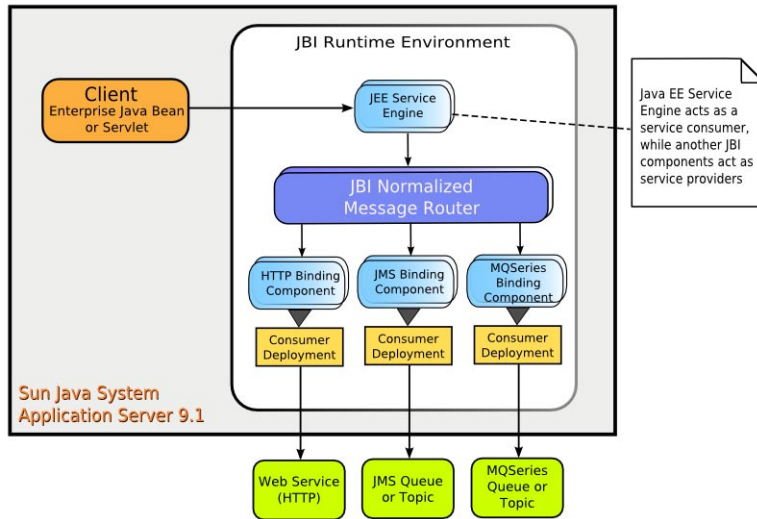 JBI Runtime Environment
Client
Enterprise Java Bean
or Servlet
JEE Service
Engine
Java EE Service
Engine acts as a
service consumer,
while another JBI
components act as
service providers
JBI Normalized
Message Router
HTTP Binding
Component
JMS Binding
Component
MQSeries
Binding
Component
Consumer
Deployment
Consumer
Deployment
Consumer
Deployment
Sun Java System
Application Server 9.1
Web Service
(HTTP)
JMS Queue
or Topic
MQSeries
Queue or
Topic